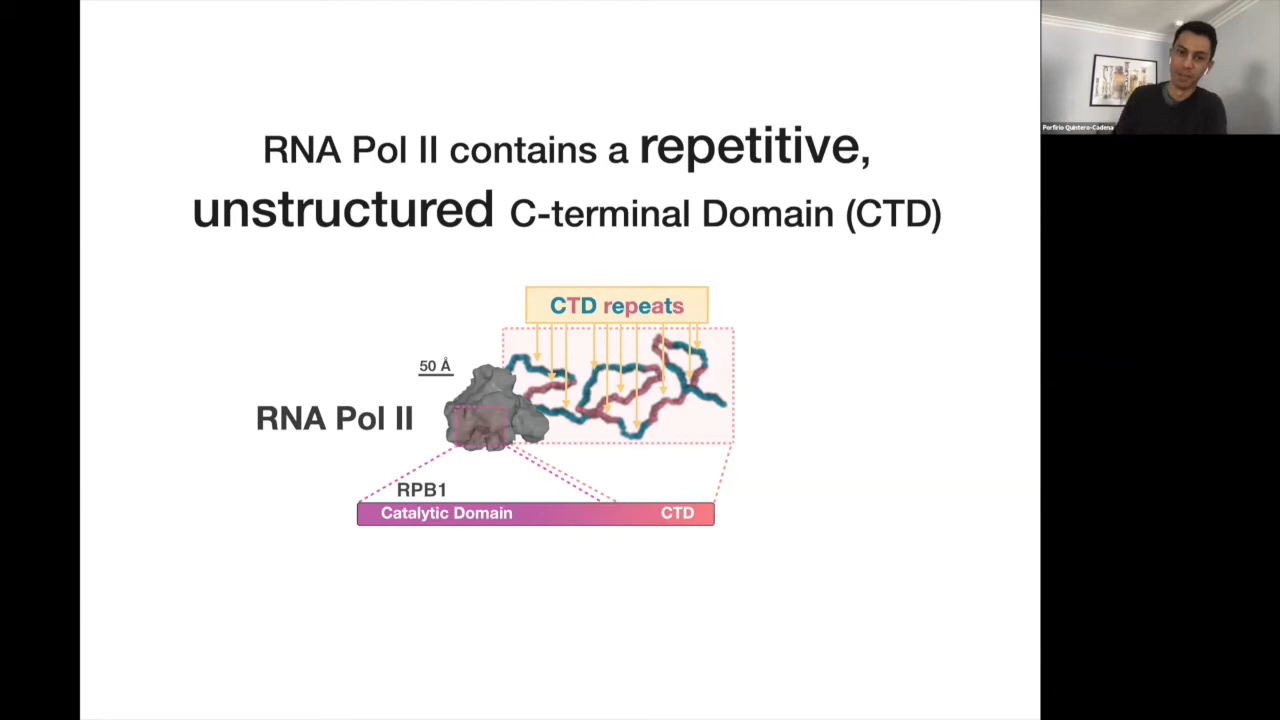 RNA Pol II contains a repetitive,
unstructured C-terminal Domain (CTD)
CTD repeats
50 Å
RNA Pol II
RPB1
Catalytic Domain
CTD
Porfirio Quintero-Cadena